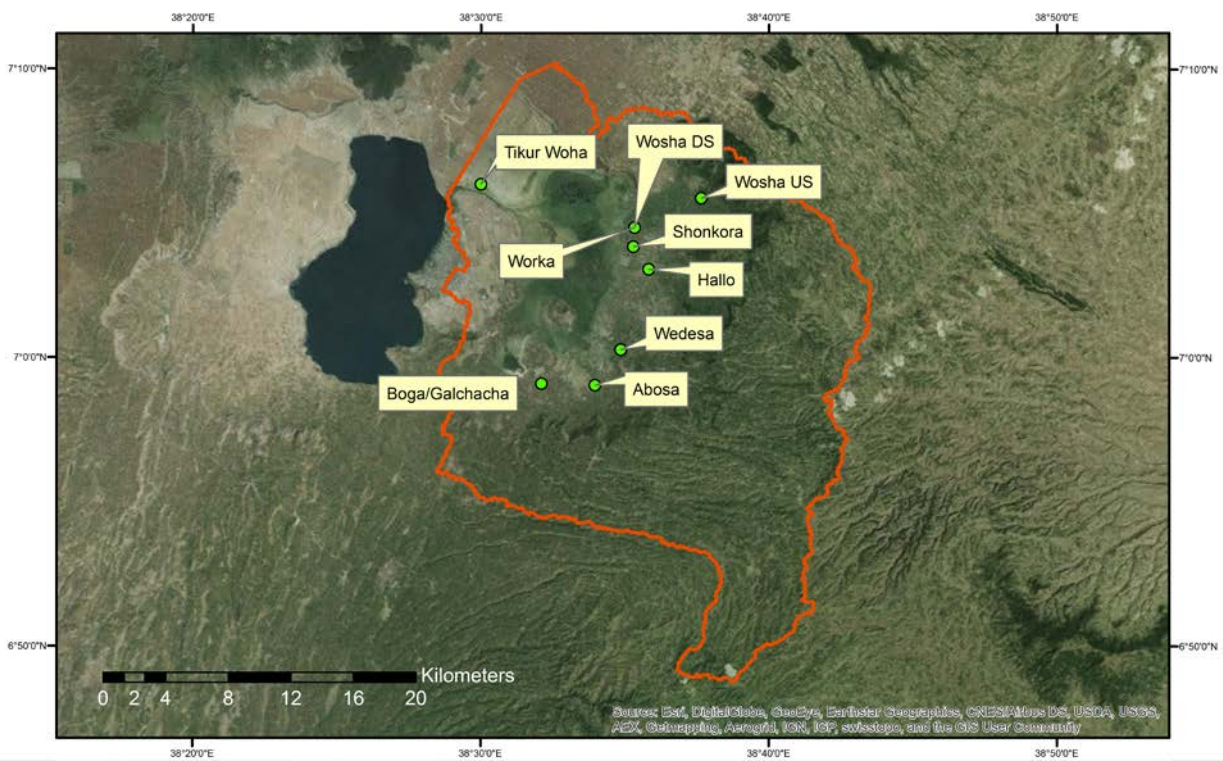 38°20'0"E 38°30'0"E 38°40'0"E 38°50'0"E
7°10'0"N 7°10'0"N
Wosha DS
Tikur Woha
Wosha US
Shonkora
Worka
Hallo
Wedesa
7°0'0"N 7°0'0"N
Boga/Galchacha
Abosa
6°50'0"N 6°50'0"N
Kilometers
0 2 4 8 12 16 20
Source: Esri, DigitalGlobe, GeoEye, Earthstar Geographics, CNES/Airbus DS, USDA, USGS,
AEX, Getmapping, Aerogrid, IGN, IGP, swisstopo, and the GIS User Community
38°20'0"E 38°30'0"E 38°40'0"E 38°50'0"E